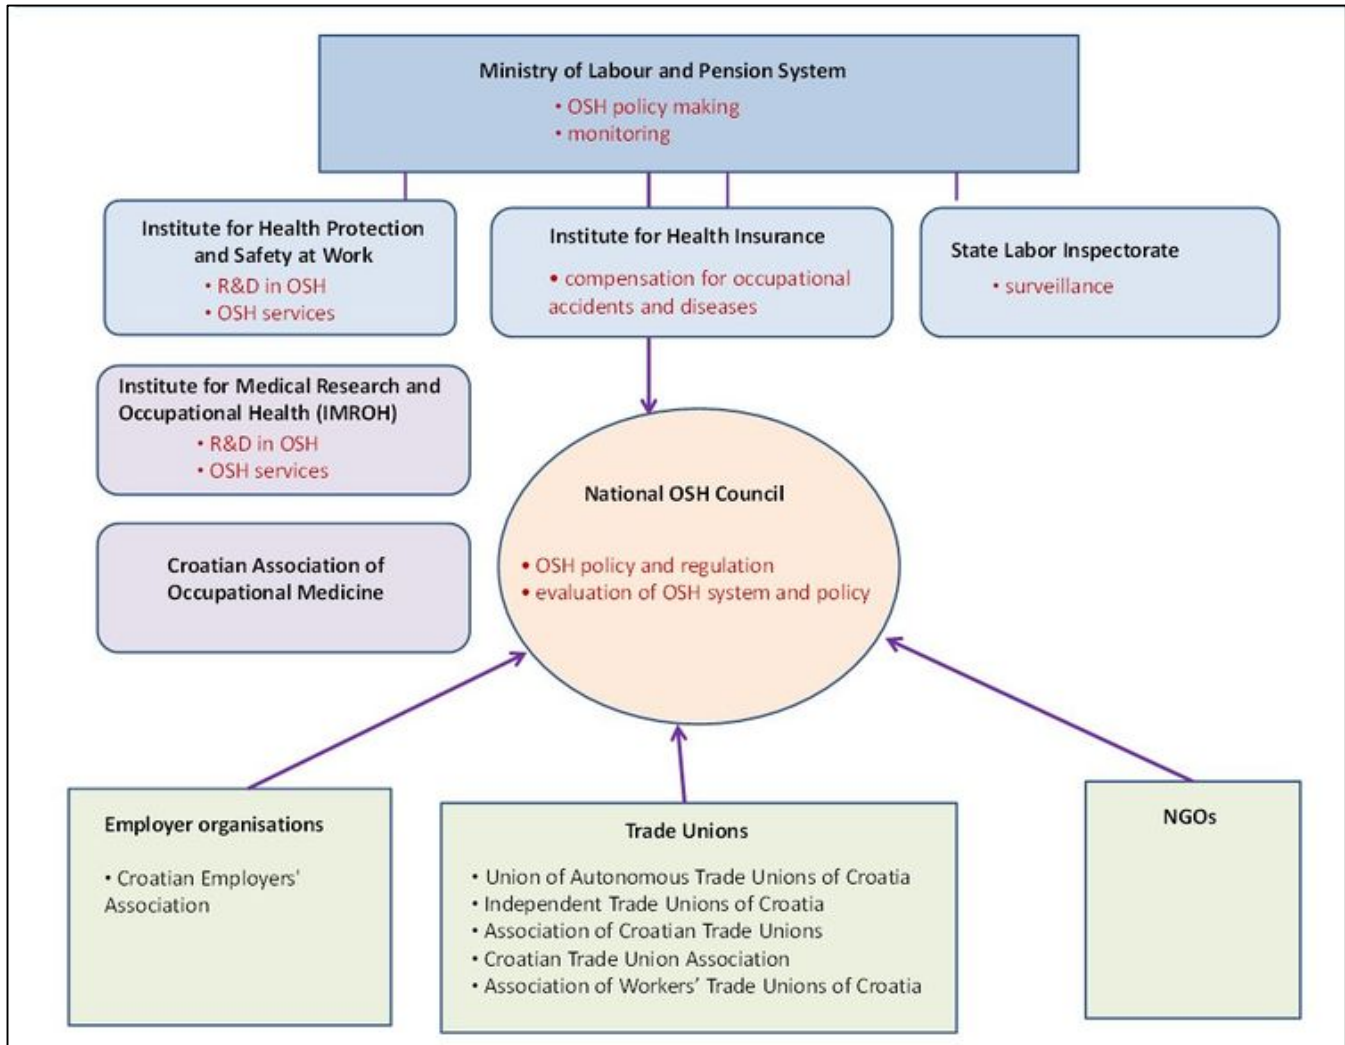 Ministry of Labour and Pension System
• OSH policy making
• monitoring
Institute for Health Protection
and Safety at Work
• R&D in OSH
• OSH services
Institute for Health Insurance
• compensation for occupational
accidents and diseases
State Labor Inspectorate
• surveillance
Institute for Medical Research and
Occupational Health (IMROH)
• R&D in OSH
• OSH services
Croatian Association of
Occupational Medicine
National OSH Council
• OSH policy and regulation
• evaluation of OSH system and policy
Employer organisations
• Croatian Employers'
Association
Trade Unions
• Union of Autonomous Trade Unions of Croatia
• Independent Trade Unions of Croatia
• Association of Croatian Trade Unions
• Croatian Trade Union Association
• Association of Workers’ Trade Unions of Croatia
NGOs